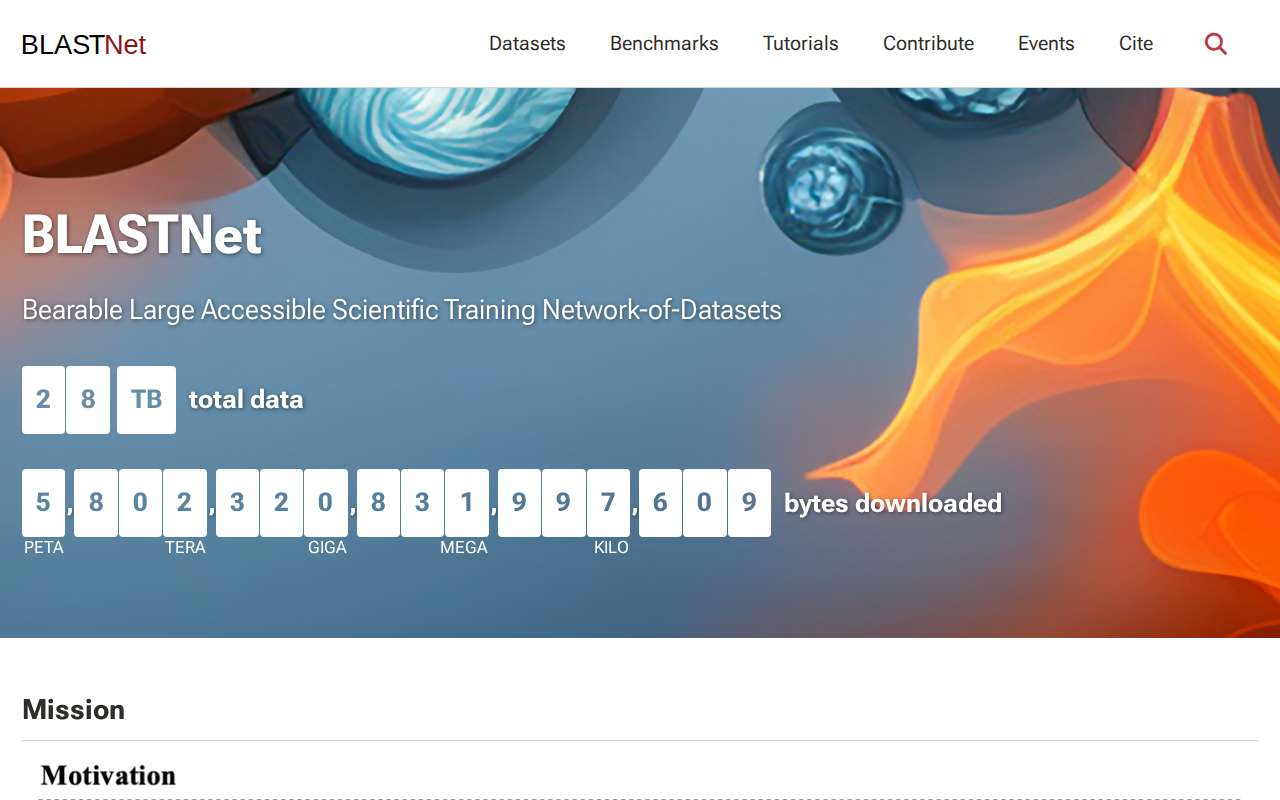 BLASTNet
Datasets Benchmarks Tutorials Contribute Events Cite
BLASTNet
Bearable Large Accessible Scientific Training Network-of-Datasets
2 8 TB total data
5,802,320,831,997,609 bytes downloaded
PETA TERA GIGA MEGA KILO
Mission
Motivation